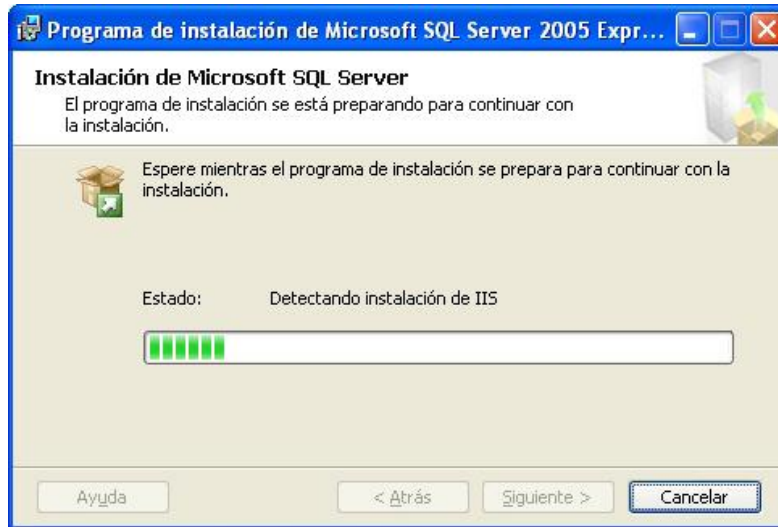 Programa de instalación de Microsoft SQL Server 2005 Expr...
Instalación de Microsoft SQL Server
El programa de instalación se está preparando para continuar con
la instalación.
Espere mientras el programa de instalación se prepara para continuar con la
instalación.
Estado: Detectando instalación de IIS
Ayuda < Atrás Siguiente > Cancelar